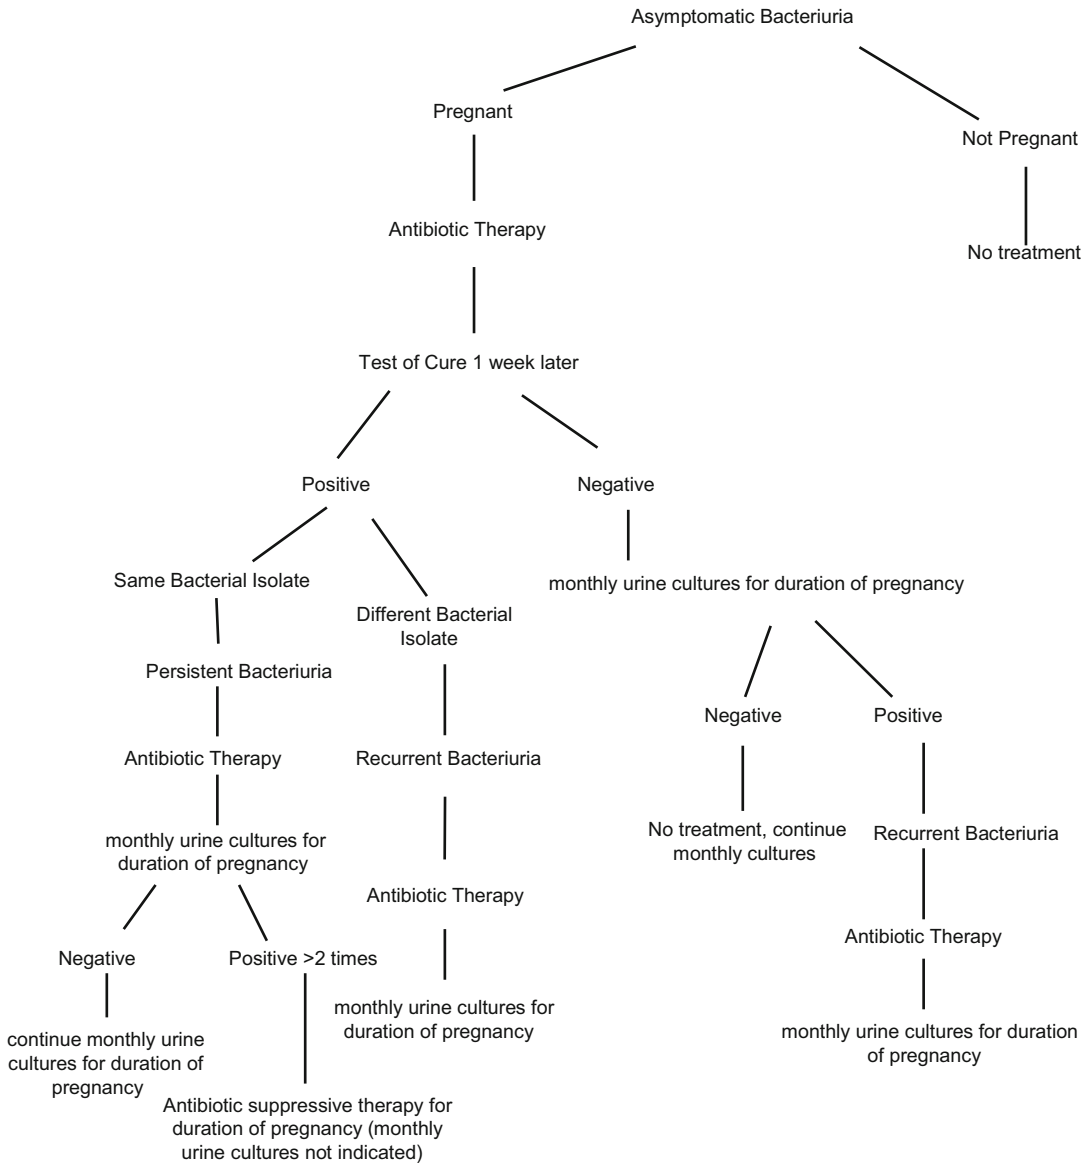 Asymptomatic Bacteriuria
Pregnant
Not Pregnant
Antibiotic Therapy
No treatment
Test of Cure 1 week later
Positive
Negative
Same Bacterial Isolate
Different Bacterial
Isolate
monthly urine cultures for duration of pregnancy
Persistent Bacteriuria
Negative
Positive
Antibiotic Therapy
Recurrent Bacteriuria
monthly urine cultures for
duration of pregnancy
No treatment, continue
monthly cultures
Recurrent Bacteriuria
Antibiotic Therapy
Antibiotic Therapy
Negative
Positive >2 times
monthly urine cultures for
duration of pregnancy
monthly urine cultures for duration
of pregnancy
continue monthly urine
cultures for duration of
pregnancy
Antibiotic suppressive therapy for
duration of pregnancy (monthly
urine cultures not indicated)